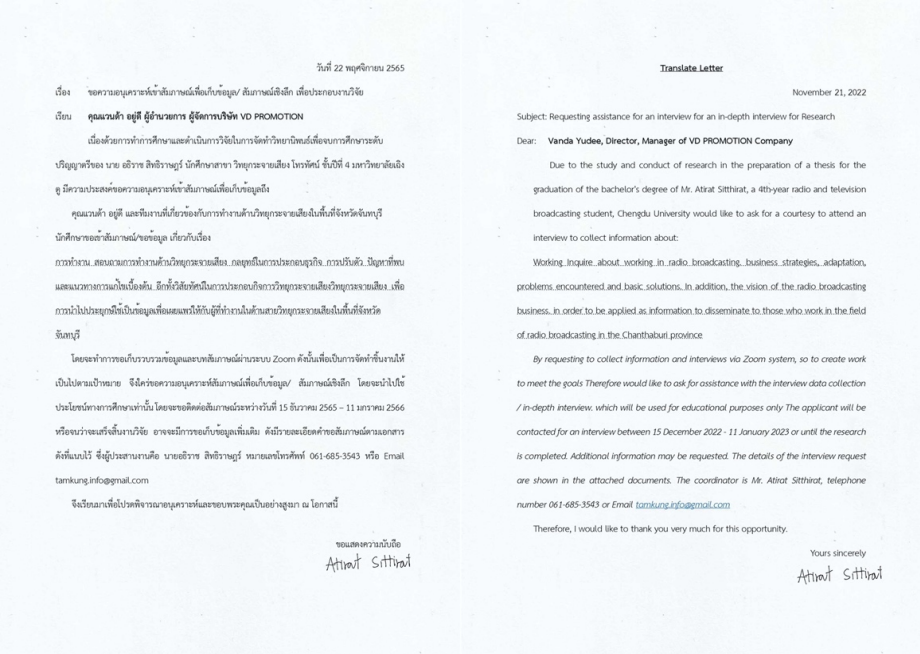 วันที่ 22 พฤศจิกายน 2565
เรื่อง ขอความอนุเคราะห์เข้าสัมภาษณ์เพื่อเก็บข้อมูล/ สัมภาษณ์เชิงลึก เพื่อประกอบงานวิจัย
เรียน คุณแวนด้า อยู่ดี ผู้อำนวยการ ผู้จัดการบริษัท VD PROMOTION
เนื่องด้วยการทำการศึกษาและดำเนินการวิจัยในการจัดทำวิทยานิพนธ์เพื่อจบการศึกษาระดับ
ปริญญาตรีของ นาย อธิราช สิทธิราษฎร์ นักศึกษาสาขา วิทยุกระจายเสียง โทรทัศน์ ชั้นปีที่ 4 มหาวิทยาลัยเฉิง
ตู มีความประสงค์ขอความอนุเคราะห์เข้าสัมภาษณ์เพื่อเก็บข้อมูลถึง
คุณแวนด้า อยู่ดี และทีมงานที่เกี่ยวข้องกับการทำงานด้านวิทยุกระจายเสียงในพื้นที่จังหวัดจันทบุรี
นักศึกษาขอเข้าสัมภาษณ์/ขอข้อมูล เกี่ยวกับเรื่อง
การทำงาน สอบถามการทำงานด้านวิทยุกระจายเสียง กลยุทธ์ในการประกอบธุรกิจ การปรับตัว ปัญหาที่พบ
และแนวทางการแก้ไขเบื้องต้น อีกทั้งวิสัยทัศน์ในการประกอบกิจการวิทยุกระจายเสียงวิทยุกระจายเสียง เพื่อ
การนำไปประยุกต์ใช้เป็นข้อมูลเพื่อเผยแพร่ให้กับผู้ที่ทำงานในด้านสายวิทยุกระจายเสียงในพื้นที่จังหวัด
จันทบุรี
โดยจะทำการขอเก็บรวบรวมข้อมูลและบทสัมภาษณ์ผ่านระบบ Zoom ดังนั้นเพื่อเป็นการจัดทำชิ้นงานให้
เป็นไปตามเป้าหมาย จึงใคร่ขอความอนุเคราะห์สัมภาษณ์เพื่อเก็บข้อมูล/ สัมภาษณ์เชิงลึก โดยจะนำไปใช้
ประโยชน์ทางการศึกษาเท่านั้น โดยจะขอติดต่อสัมภาษณ์ระหว่างวันที่ 15 ธันวาคม 2565 – 11 มกราคม 2566
หรือจนว่าจะเสร็จสิ้นงานวิจัย อาจจะมีการขอเก็บข้อมูลเพิ่มเติม ดังมีรายละเอียดคำขอสัมภาษณ์ตามเอกสาร
ดังที่แนบไว้ ซึ่งผู้ประสานงานคือ นายอธิราช สิทธิราษฎร์ หมายเลขโทรศัพท์ 061-685-3543 หรือ Email
tamkung.info@gmail.com
จึงเรียนมาเพื่อโปรดพิจารณาอนุเคราะห์และขอบพระคุณเป็นอย่างสูงมา ณ โอกาสนี้
ขอแสดงความนับถือ
Atirat Sittirat
Translate Letter
November 21, 2022
Subject: Requesting assistance for an interview for an in-depth interview for Research
Dear: Vanda Yudee, Director, Manager of VD PROMOTION Company
Due to the study and conduct of research in the preparation of a thesis for the
graduation of the bachelor's degree of Mr. Atirat Sitthirat, a 4th-year radio and television
broadcasting student, Chengdu University would like to ask for a courtesy to attend an
interview to collect information about:
Working Inquire about working in radio broadcasting, business strategies, adaptation,
problems encountered and basic solutions. In addition, the vision of the radio broadcasting
business. in order to be applied as information to disseminate to those who work in the field
of radio broadcasting in the Chanthaburi province
By requesting to collect information and interviews via Zoom system, so to create work
to meet the goals Therefore would like to ask for assistance with the interview data collection
/ in-depth interview. which will be used for educational purposes only The applicant will be
contacted for an interview between 15 December 2022 - 11 January 2023 or until the research
is completed. Additional information may be requested. The details of the interview request
are shown in the attached documents. The coordinator is Mr. Atirat Sitthirat, telephone
number 061-685-3543 or Email tamkung.info@gmail.com
Therefore, I would like to thank you very much for this opportunity.
Yours sincerely
Atirat Sittirat